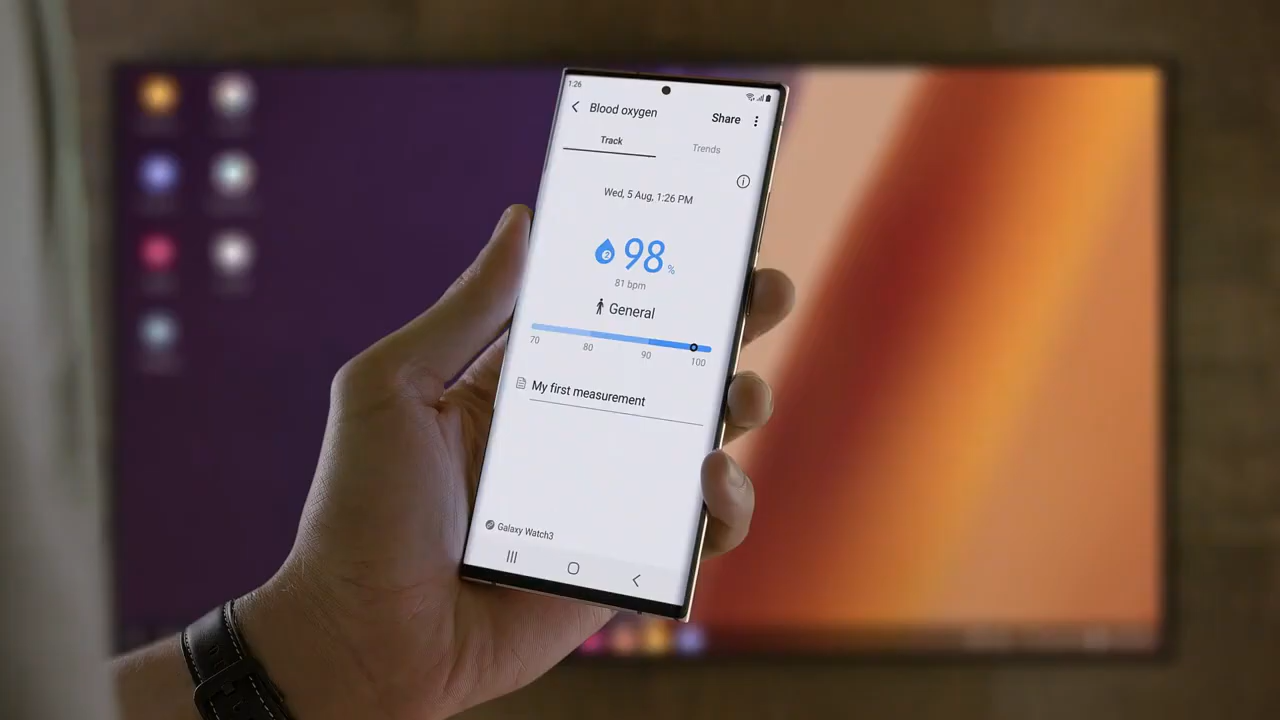 1:26
Blood oxygen
Share
Track
Trends
Wed, 5 Aug, 1:26 PM
98 %
81 bpm
General
70 80 90 100
My first measurement
Galaxy Watch3